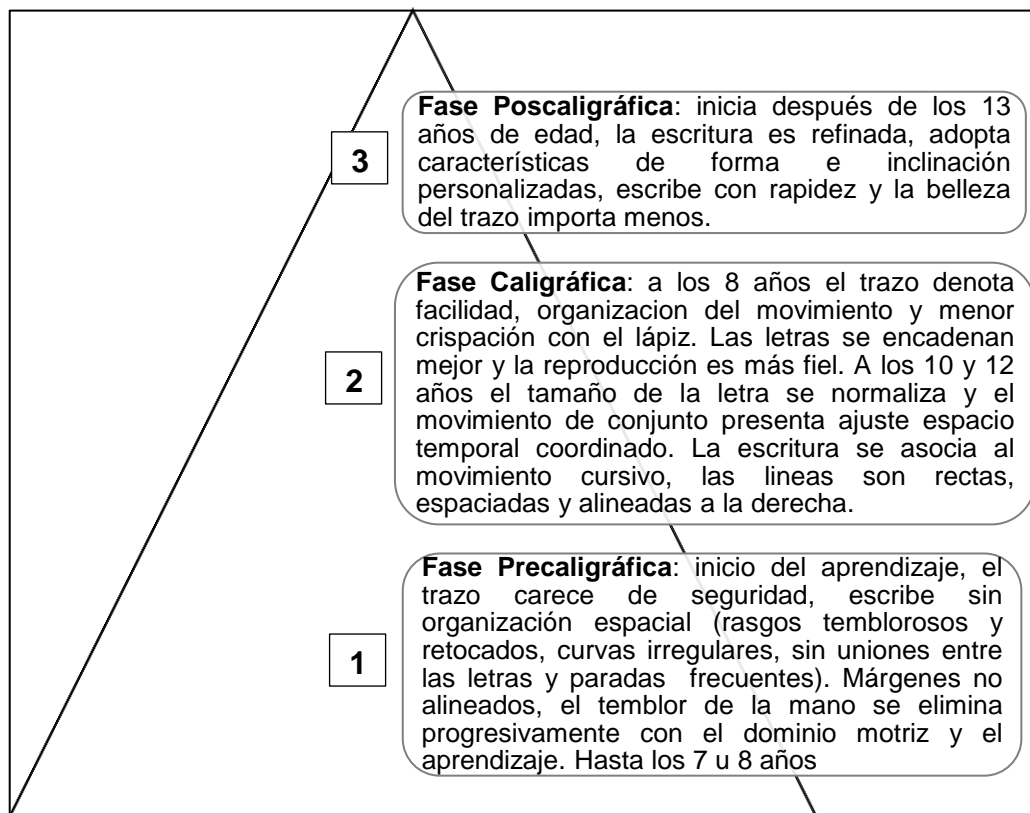 3
Fase Poscaligráfica: inicia después de los 13
años de edad, la escritura es refinada, adopta
características de forma e inclinación
personalizadas, escribe con rapidez y la belleza
del trazo importa menos.
2
Fase Caligráfica: a los 8 años el trazo denota
facilidad, organizacion del movimiento y menor
crispación con el lápiz. Las letras se encadenan
mejor y la reproducción es más fiel. A los 10 y 12
años el tamaño de la letra se normaliza y el
movimiento de conjunto presenta ajuste espacio
temporal coordinado. La escritura se asocia al
movimiento cursivo, las lineas son rectas,
espaciadas y alineadas a la derecha.
1
Fase Precaligráfica: inicio del aprendizaje, el
trazo carece de seguridad, escribe sin
organización espacial (rasgos temblorosos y
retocados, curvas irregulares, sin uniones entre
las letras y paradas frecuentes). Márgenes no
alineados, el temblor de la mano se elimina
progresivamente con el dominio motriz y el
aprendizaje. Hasta los 7 u 8 años